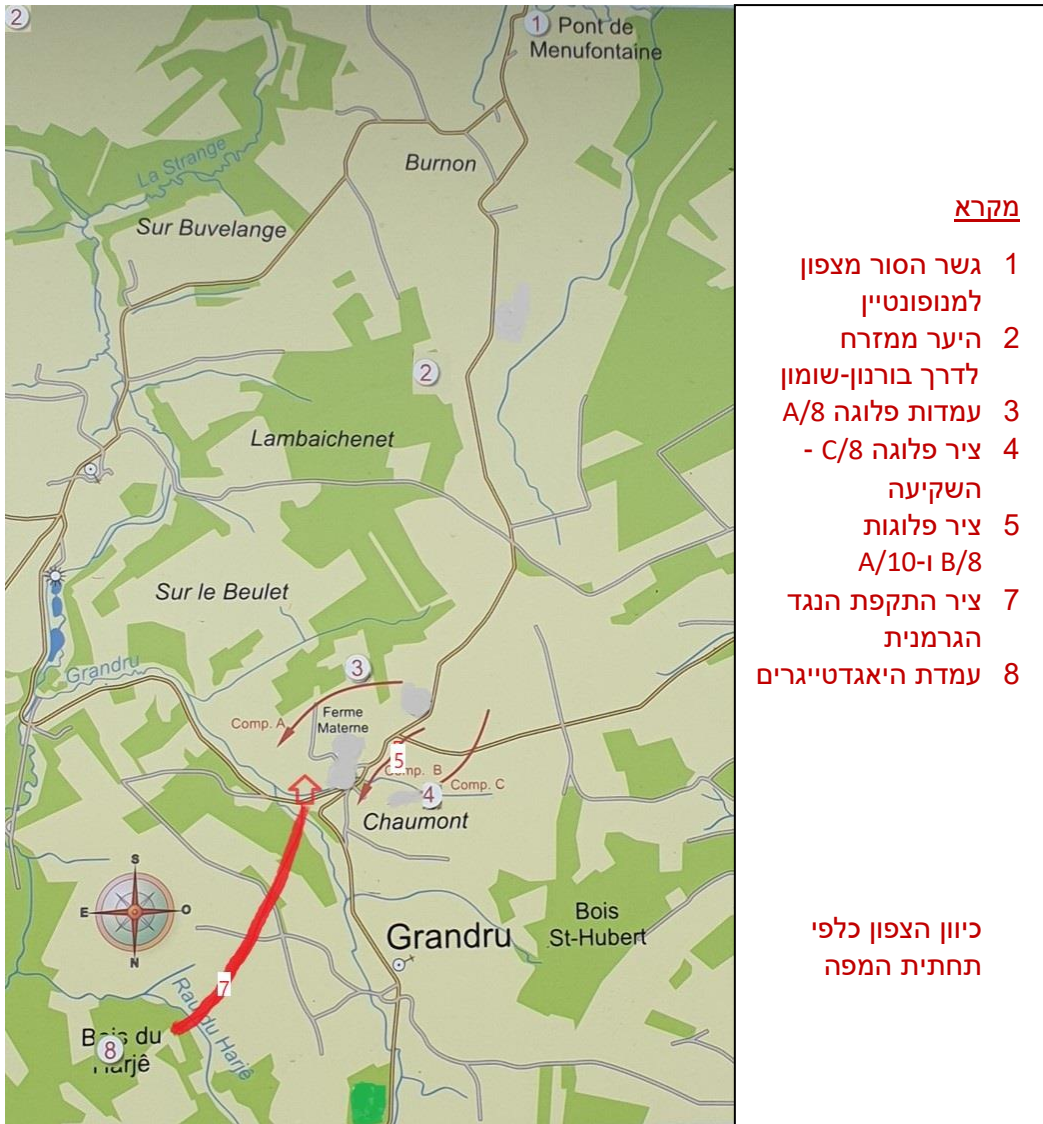 2
1
Pont de
Menufontaine
Burnon
La Strange
Sur Buvelange
2
Lambaichenet
Sur le Beulet
Grandru
3
Comp. A
Ferme
Materne
5
Comp. B
Comp. C
4
Chaumont
S
E
O
N
Grandru
Bois
St-Hubert
7
Rau du Harjê
Bois du
Harjê
8
מקרא
1 גשר הסור מצפון
למנופונטיין
2 היער ממזרח
לדרך בורנון-שומון
3 עמדות פלוגה A/8
4 ציר פלוגה C/8 -
השקיעה
5 ציר פלוגות
B/8 ו-A/10
7 ציר התקפת הנגד
הגרמנית
8 עמדת היאגדטייגרים
כיוון הצפון כלפי
תחתית המפה